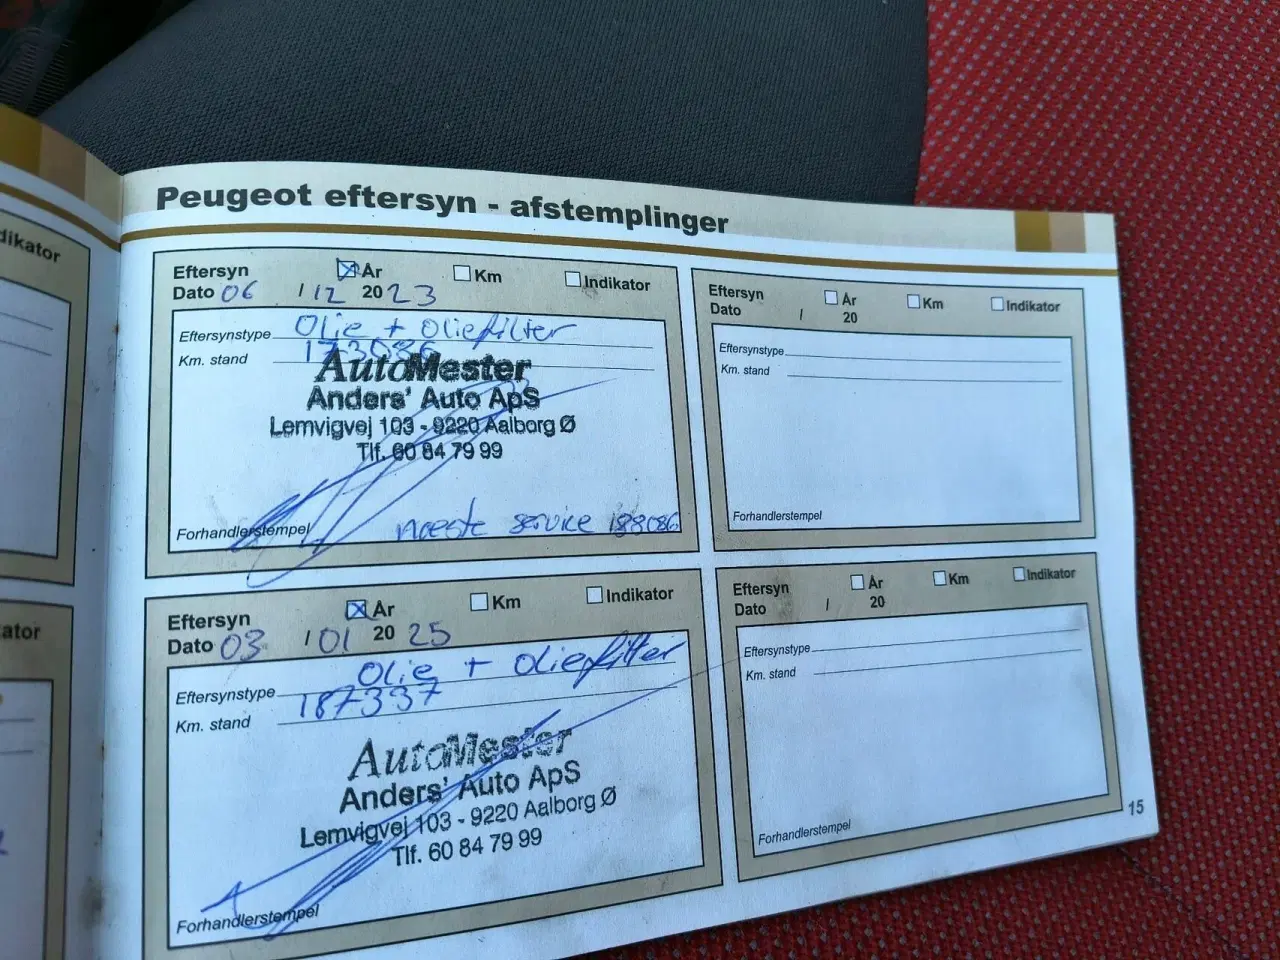 dikator
ator
Peugeot eftersyn - afstemplinger
Eftersyn ☒ År ☐ Km ☐ Indikator
Dato 06 / 12 20 23
Eftersynstype Olie + oliefilter
Km. stand 173086
AutoMester
Anders' Auto ApS
Lemvigvej 103 - 9220 Aalborg Ø
Tlf. 60 84 79 99
Forhandlerstempel næste service 188086
Eftersyn ☐ År ☐ Km ☐ Indikator
Dato / 20
Eftersynstype
Km. stand
Forhandlerstempel
Eftersyn ☒ År ☐ Km ☐ Indikator
Dato 03 / 01 20 25
Eftersynstype Olie + oliefilter
Km. stand 187337
AutoMester
Anders' Auto ApS
Lemvigvej 103 - 9220 Aalborg Ø
Tlf. 60 84 79 99
Forhandlerstempel
Eftersyn ☐ År ☐ Km ☐ Indikator
Dato / 20
Eftersynstype
Km. stand
Forhandlerstempel
15